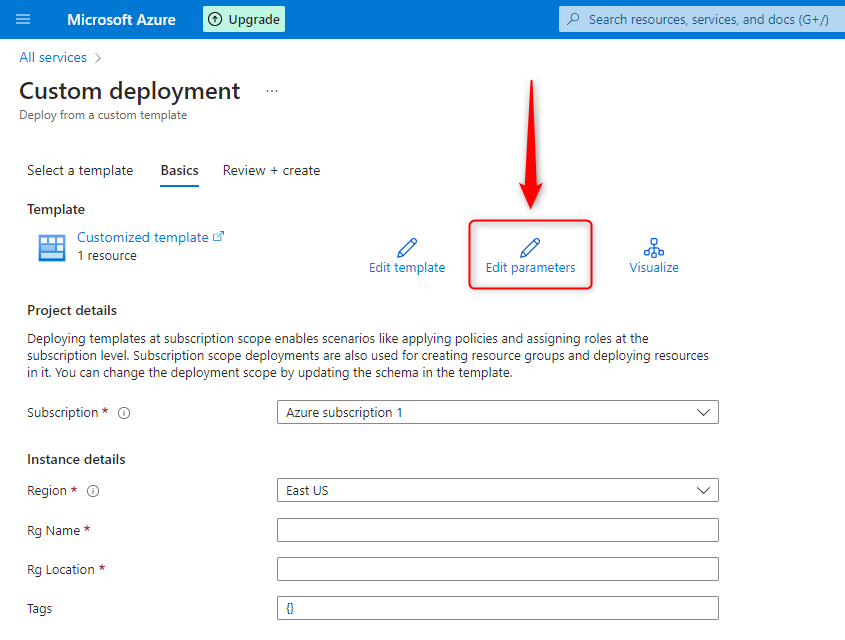 Microsoft Azure
Upgrade
Search resources, services, and docs (G+/)
All services
Custom deployment
...
Deploy from a custom template
Select a template
Basics
Review + create
Template
Customized template
1 resource
Edit template
Edit parameters
Visualize
Project details
Deploying templates at subscription scope enables scenarios like applying policies and assigning roles at the
subscription level. Subscription scope deployments are also used for creating resource groups and deploying resources
in it. You can change the deployment scope by updating the schema in the template.
Subscription *
Azure subscription 1
Instance details
Region *
East US
Rg Name *
Rg Location *
Tags
{}